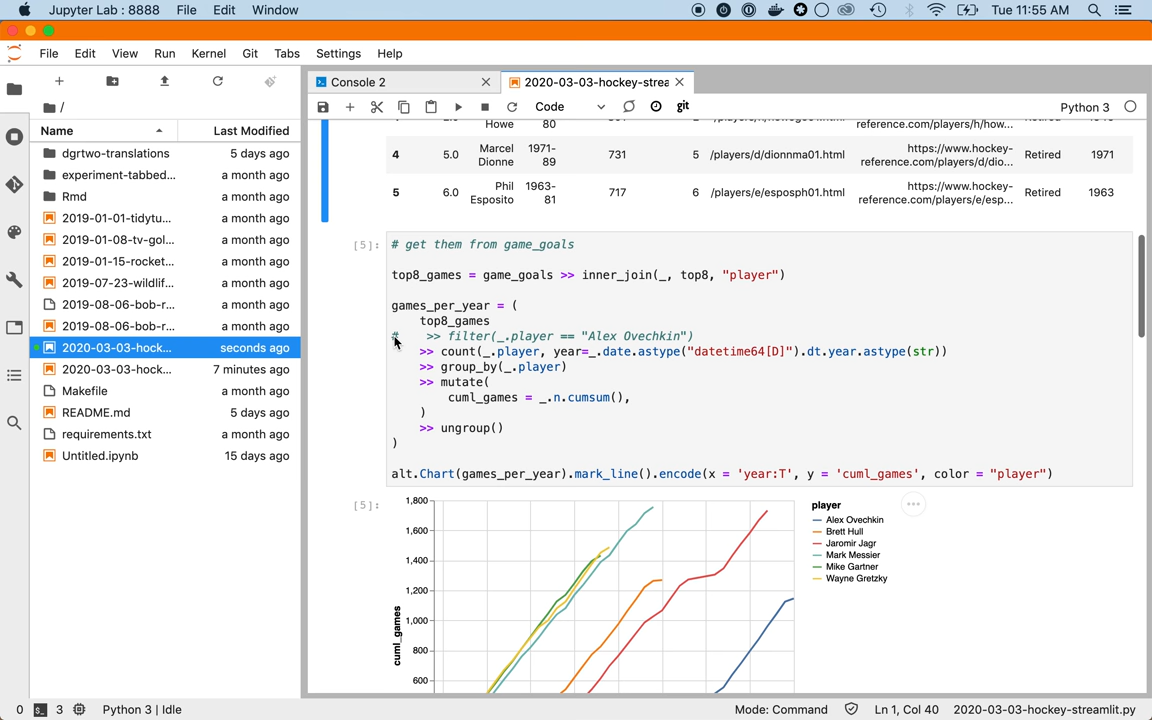 Jupyter Lab : 8888 File Edit Window Tue 11:55 AM
File Edit View Run Kernel Git Tabs Settings Help
Console 2
2020-03-03-hockey-strea
Code
git
Python 3
/
Name Last Modified
dgrtwo-translations 5 days ago
experiment-tabbed... a month ago
Rmd a month ago
2019-01-01-tidytu... a month ago
2019-01-08-tv-gol... a month ago
2019-01-15-rocket... a month ago
2019-07-23-wildlif... a month ago
2019-08-06-bob-r... a month ago
2019-08-06-bob-r... a month ago
2020-03-03-hock... seconds ago
2020-03-03-hock... 7 minutes ago
Makefile a month ago
README.md 5 days ago
requirements.txt a month ago
Untitled.ipynb 15 days ago
Howe 80 reference.com/players/h/how...
4 5.0 Marcel Dionne 1971-89 731 5 /players/d/dionnma01.html https://www.hockey-reference.com/players/d/dio... Retired 1971
5 6.0 Phil Esposito 1963-81 717 6 /players/e/esposph01.html https://www.hockey-reference.com/players/e/esp... Retired 1963
[5]:
# get them from game_goals
top8_games = game_goals >> inner_join(_, top8, "player")
games_per_year = (
top8_games
# >> filter(_.player == "Alex Ovechkin")
>> count(_.player, year=_.date.astype("datetime64[D]").dt.year.astype(str))
>> group_by(_.player)
>> mutate(
cuml_games = _.n.cumsum(),
)
>> ungroup()
)
alt.Chart(games_per_year).mark_line().encode(x = 'year:T', y = 'cuml_games', color = "player")
[5]:
1,800
1,600
1,400
1,200
1,000
800
600
cuml_games
player
Alex Ovechkin
Brett Hull
Jaromir Jagr
Mark Messier
Mike Gartner
Wayne Gretzky
0 3 Python 3 | Idle Mode: Command Ln 1, Col 40 2020-03-03-hockey-streamlit.py